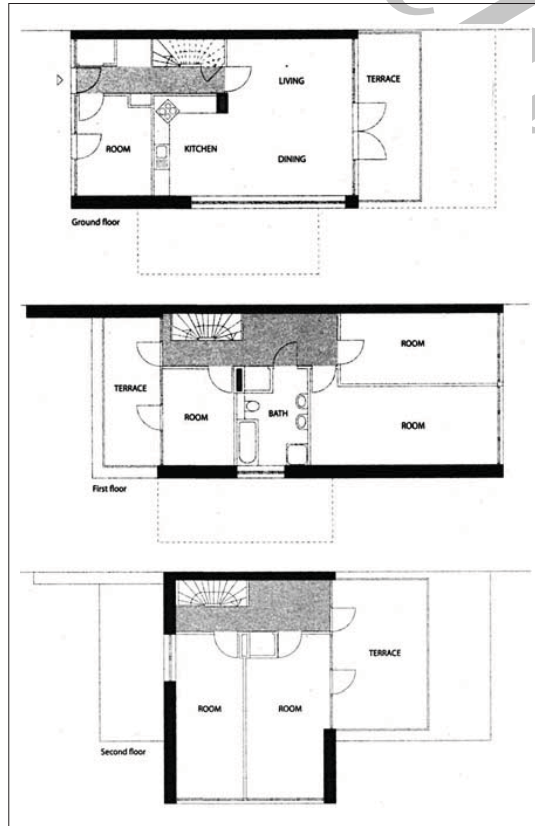 LIVING
TERRACE
ROOM
KITCHEN
DINING
Ground floor
ROOM
TERRACE
ROOM
BATH
ROOM
First floor
TERRACE
ROOM
ROOM
Second floor